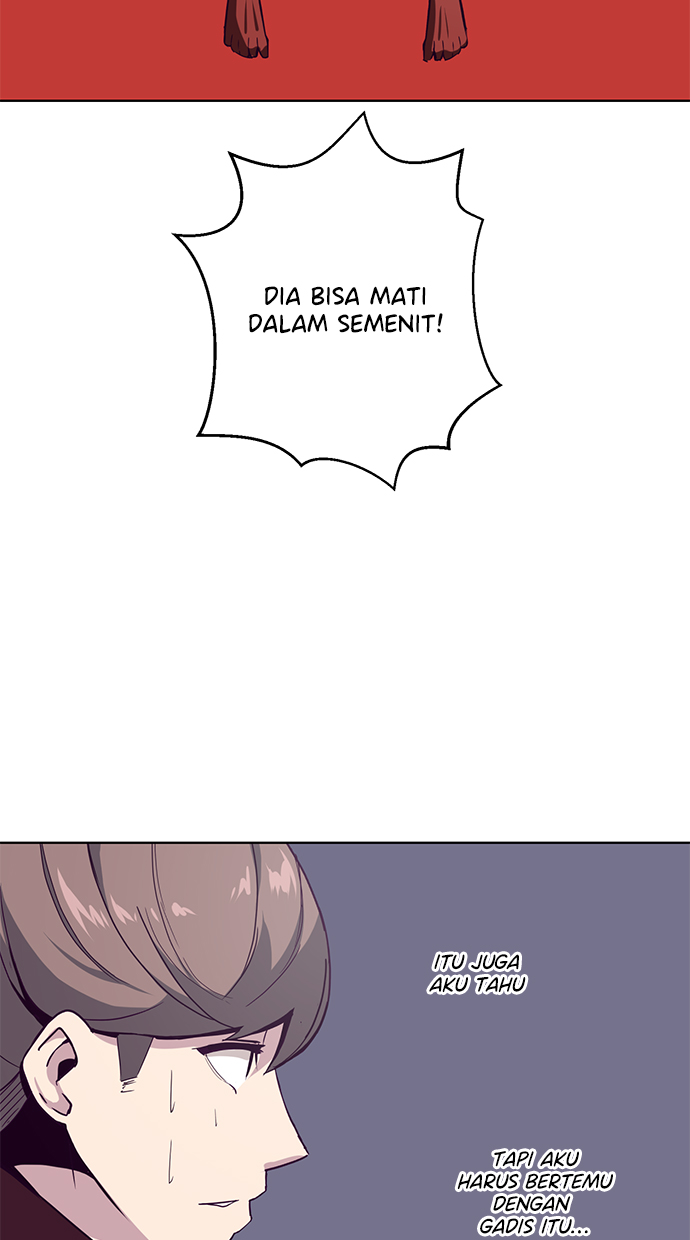 DIA BISA MATI
DALAM SEMENIT!
ITU JUGA
AKU TAHU
TAPI AKU
HARUS BERTEMU
DENGAN
GADIS ITU...